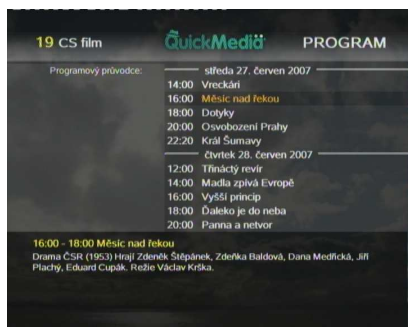 19 CS film
QuickMedia
PROGRAM
Programový průvodce:
středa 27. červen 2007
14:00 Vreckári
16:00 Měsíc nad řekou
18:00 Dotyky
20:00 Osvobození Prahy
22:20 Král Šumavy
čtvrtek 28. červen 2007
12:00 Třináctý revír
14:00 Madla zpívá Evropě
16:00 Vyšší princip
18:00 Ďaleko je do neba
20:00 Panna a netvor
16:00 - 18:00 Měsíc nad řekou
Drama ČSR (1953) Hrají Zdeněk Štěpánek, Zdeňka Baldová, Dana Medřická, Jiří
Plachý, Eduard Cupák, Režie Václav Krška.